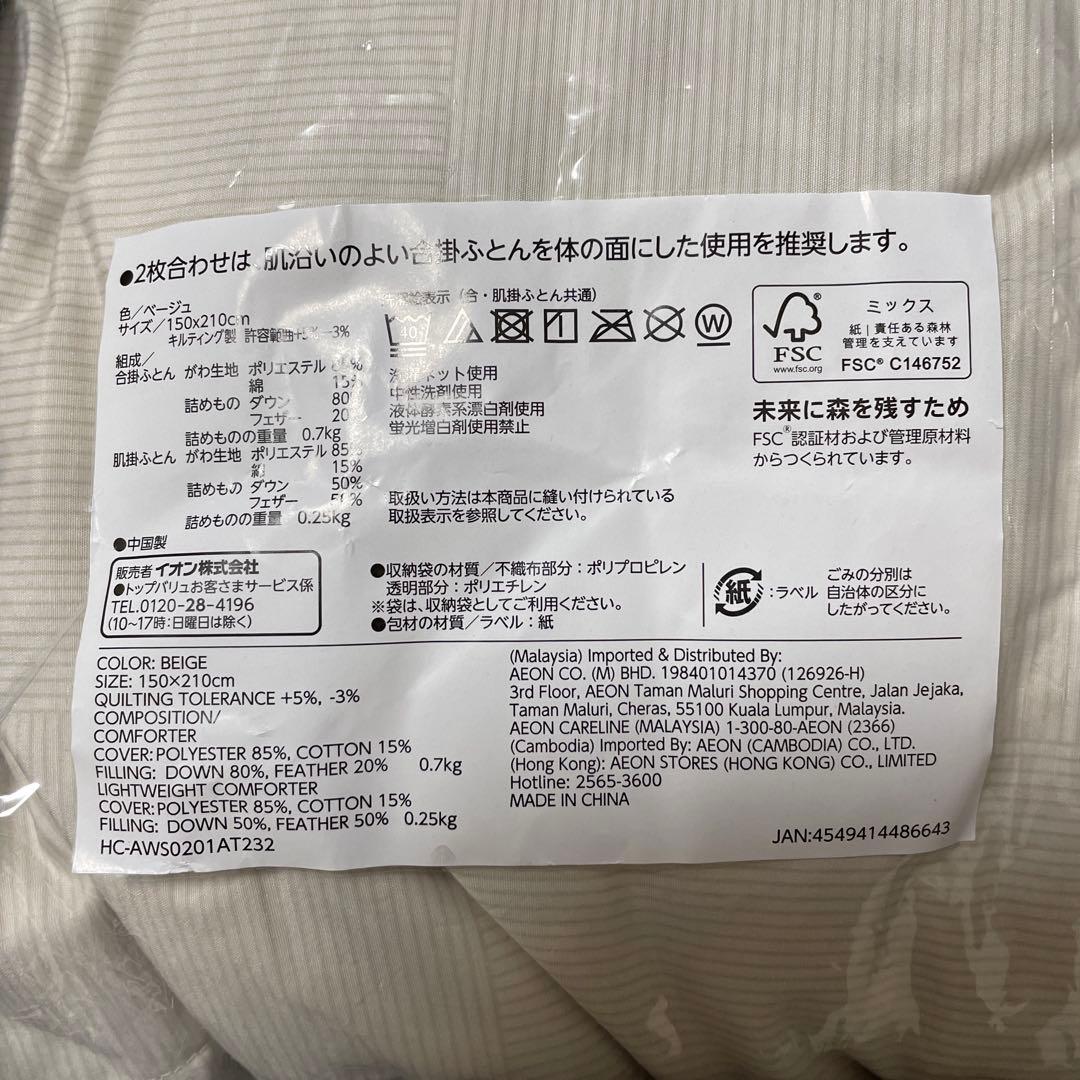 ●2枚合わせは、肌沿いのよい合掛ふとんを体の面にした使用を推奨します。
色／ベージュ
サイズ／150x210cm
キルティング製 許容範囲+5% -3%
組成／
合掛ふとん がわ生地 ポリエステル 85%
綿 15%
詰めもの ダウン 80%
フェザー 20%
詰めものの重量 0.7kg
肌掛ふとん がわ生地 ポリエステル 85%
綿 15%
詰めもの ダウン 50%
フェザー 50%
詰めものの重量 0.25kg
●中国製
販売者 イオン株式会社
●トップバリュお客さまサービス係
TEL.0120-28-4196
(10～17時:日曜日は除く)
表示（合・肌掛ふとん共通）
40
W
ネット使用
中性洗剤使用
液体酵素系漂白剤使用
蛍光増白剤使用禁止
取扱い方法は本商品に縫い付けられている
取扱表示を参照してください。
FSC
www.fsc.org
ミックス
紙｜責任ある森林
管理を支えています
FSC® C146752
未来に森を残すため
FSC®認証材および管理原材料
からつくられています。
●収納袋の材質／不織布部分：ポリプロピレン
透明部分：ポリエチレン
※袋は、収納袋としてご利用ください。
●包材の材質／ラベル：紙
紙：ラベル
ごみの分別は
自治体の区分に
したがってください。
COLOR: BEIGE
SIZE: 150×210cm
QUILTING TOLERANCE +5%, -3%
COMPOSITION/
COMFORTER
COVER: POLYESTER 85%, COTTON 15%
FILLING: DOWN 80%, FEATHER 20% 0.7kg
LIGHTWEIGHT COMFORTER
COVER: POLYESTER 85%, COTTON 15%
FILLING: DOWN 50%, FEATHER 50% 0.25kg
HC-AWS0201AT232
(Malaysia) Imported & Distributed By:
AEON CO. (M) BHD. 198401014370 (126926-H)
3rd Floor, AEON Taman Maluri Shopping Centre, Jalan Jejaka,
Taman Maluri, Cheras, 55100 Kuala Lumpur, Malaysia.
AEON CARELINE (MALAYSIA) 1-300-80-AEON (2366)
(Cambodia) Imported By: AEON (CAMBODIA) CO., LTD.
(Hong Kong): AEON STORES (HONG KONG) CO., LIMITED
Hotline: 2565-3600
MADE IN CHINA
JAN:4549414486643